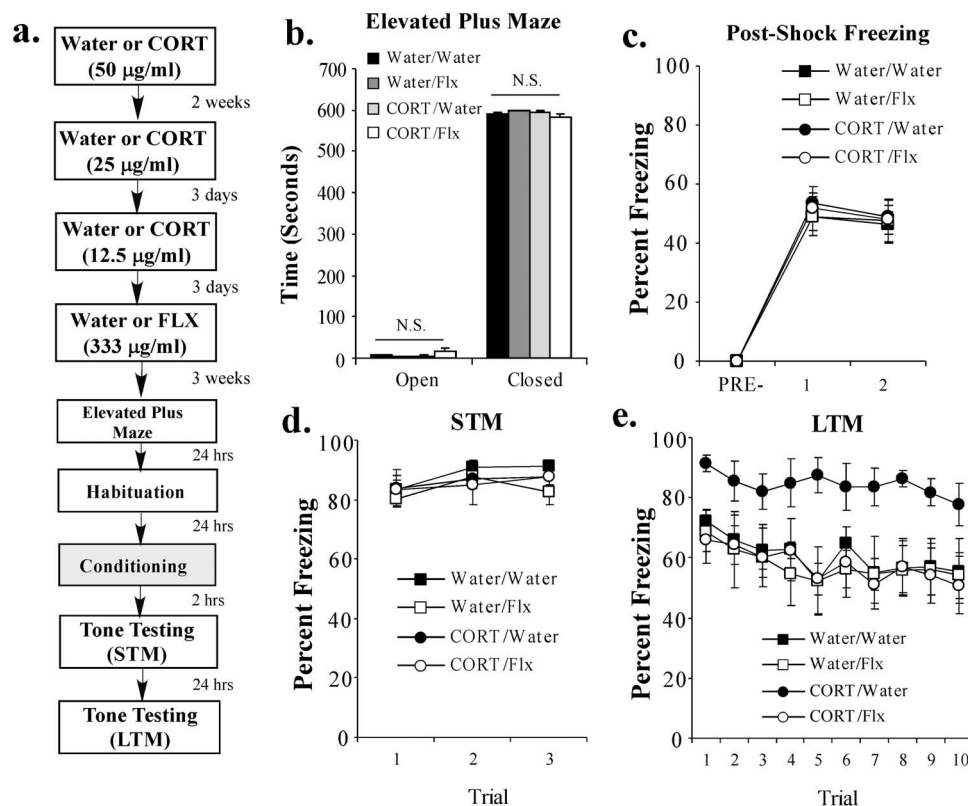 a.
Water or CORT
(50 µg/ml)
2 weeks
Water or CORT
(25 µg/ml)
3 days
Water or CORT
(12.5 µg/ml)
3 days
Water or FLX
(333 µg/ml)
3 weeks
Elevated Plus
Maze
24 hrs
Habituation
24 hrs
Conditioning
2 hrs
Tone Testing
(STM)
24 hrs
Tone Testing
(LTM)
b.
Elevated Plus Maze
Water/Water
Water/Flx
CORT/Water
CORT/Flx
N.S.
N.S.
Time (Seconds)
700
600
500
400
300
200
100
0
Open
Closed
c.
Post-Shock Freezing
Water/Water
Water/Flx
CORT/Water
CORT/Flx
Percent Freezing
100
80
60
40
20
0
PRE-
1
2
d.
STM
Percent Freezing
100
80
60
40
20
0
Water/Water
Water/Flx
CORT/Water
CORT/Flx
1
2
3
Trial
e.
LTM
Percent Freezing
100
80
60
40
20
0
Water/Water
Water/Flx
CORT/Water
CORT/Flx
1 2 3 4 5 6 7 8 9 10
Trial